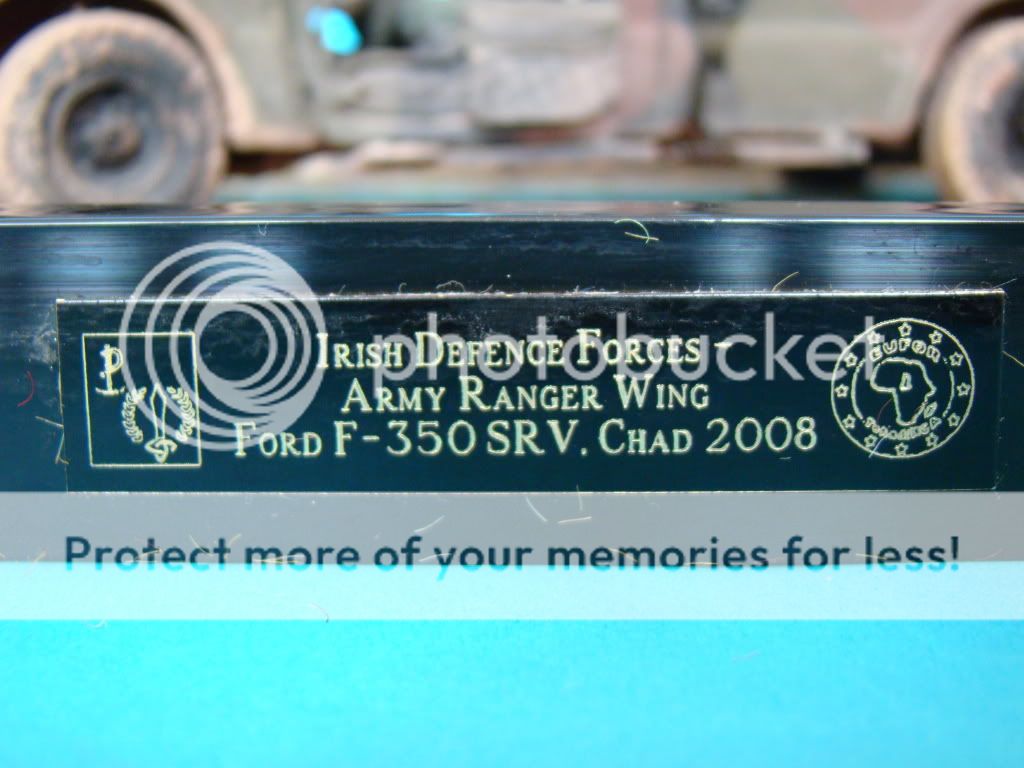 Irish Defence Forces -
Army Ranger Wing
Ford F-350 SRV, Chad 2008
EUFOR
photobucket
Protect more of your memories for less!